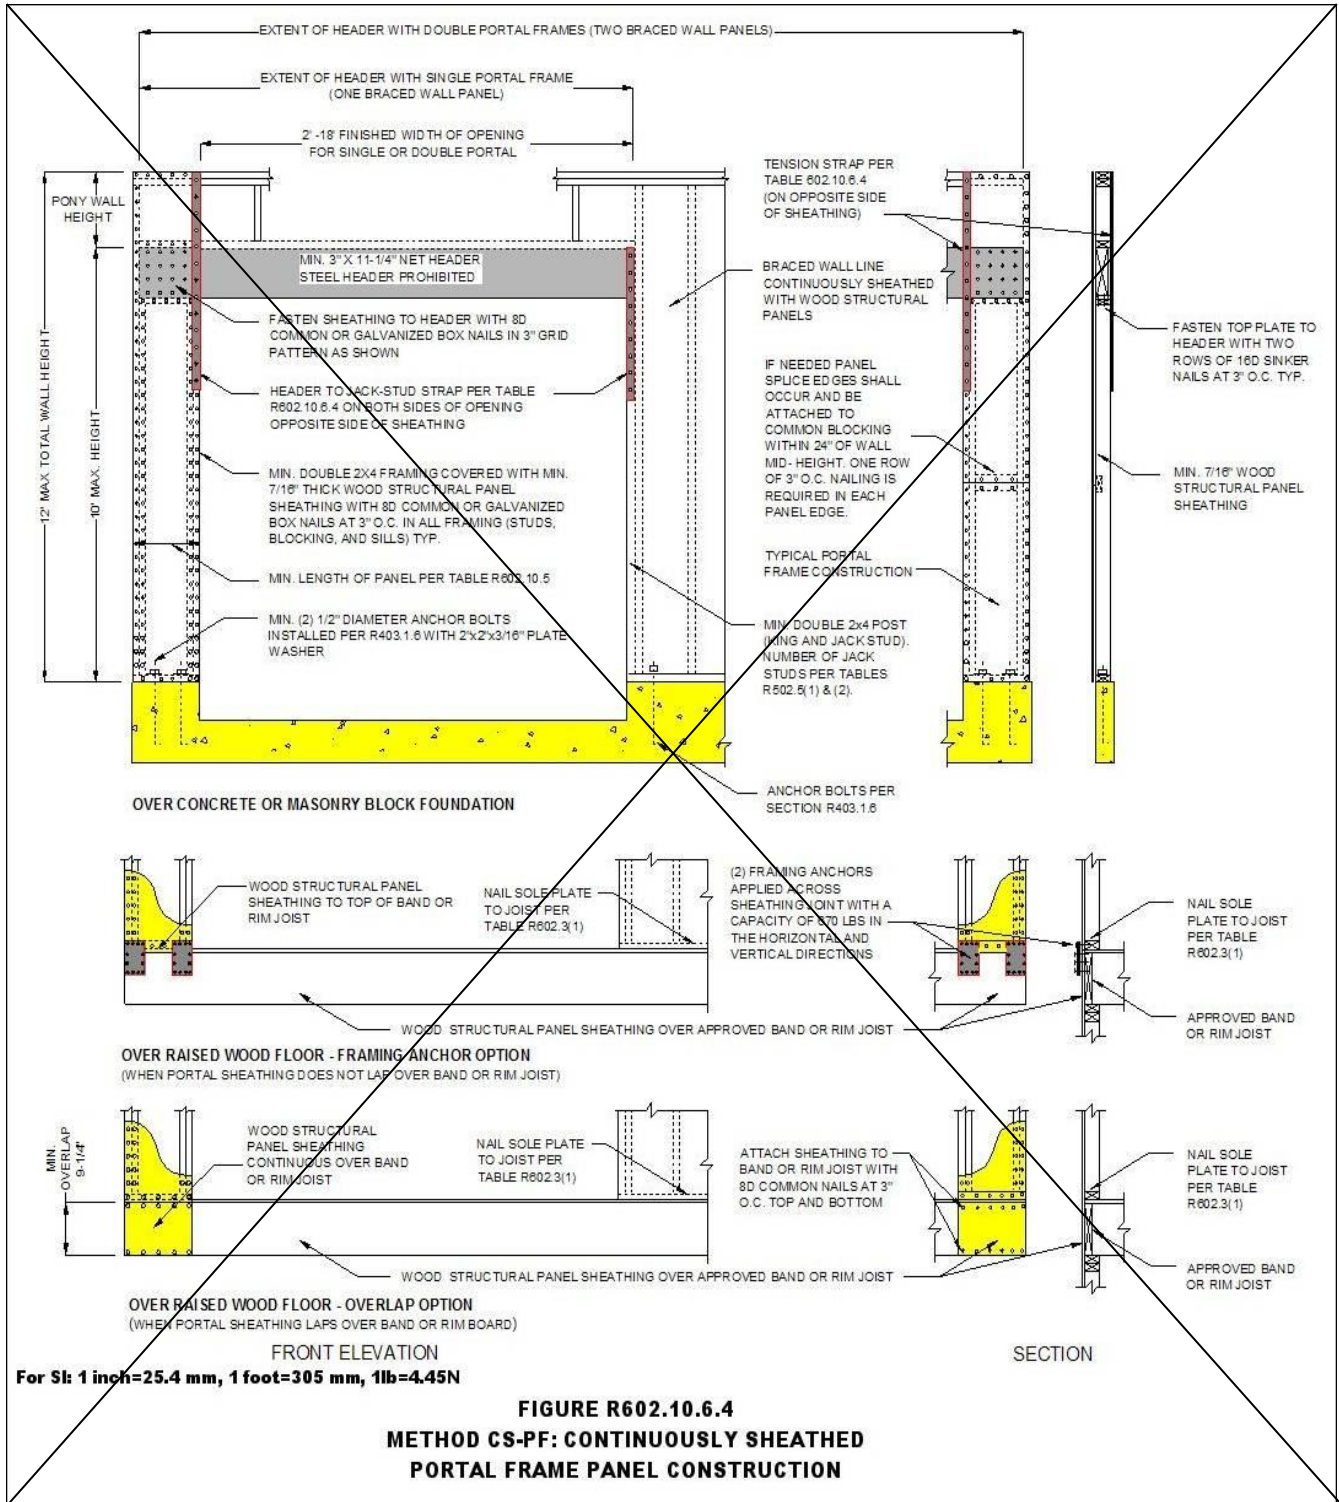 EXTENT OF HEADER WITH DOUBLE PORTAL FRAMES (TWO BRACED WALL PANELS)
EXTENT OF HEADER WITH SINGLE PORTAL FRAME
(ONE BRACED WALL PANEL)
2' -18' FINISHED WIDTH OF OPENING
FOR SINGLE OR DOUBLE PORTAL
PONY WALL
HEIGHT
12' MAX TOTAL WALL HEIGHT
10' MAX. HEIGHT
MIN. 3" X 11-1/4" NET HEADER
STEEL HEADER PROHIBITED
FASTEN SHEATHING TO HEADER WITH 8D
COMMON OR GALVANIZED BOX NAILS IN 3" GRID
PATTERN AS SHOWN
HEADER TO JACK-STUD STRAP PER TABLE
R602.10.6.4 ON BOTH SIDES OF OPENING
OPPOSITE SIDE OF SHEATHING
MIN. DOUBLE 2X4 FRAMING COVERED WITH MIN.
7/16" THICK WOOD STRUCTURAL PANEL
SHEATHING WITH 8D COMMON OR GALVANIZED
BOX NAILS AT 3" O.C. IN ALL FRAMING (STUDS,
BLOCKING, AND SILLS) TYP.
MIN. LENGTH OF PANEL PER TABLE R602.10.5
MIN. (2) 1/2" DIAMETER ANCHOR BOLTS
INSTALLED PER R403.1.6 WITH 2"x2"x3/16" PLATE
WASHER
TENSION STRAP PER
TABLE 602.10.6.4
(ON OPPOSITE SIDE
OF SHEATHING)
BRACED WALL LINE
CONTINUOUSLY SHEATHED
WITH WOOD STRUCTURAL
PANELS
IF NEEDED PANEL
SPLICE EDGES SHALL
OCCUR AND BE
ATTACHED TO
COMMON BLOCKING
WITHIN 24" OF WALL
MID- HEIGHT. ONE ROW
OF 3" O.C. NAILING IS
REQUIRED IN EACH
PANEL EDGE.
TYPICAL PORTAL
FRAME CONSTRUCTION
MIN. DOUBLE 2x4 POST
(KING AND JACK STUD).
NUMBER OF JACK
STUDS PER TABLES
R502.5(1) & (2).
ANCHOR BOLTS PER
SECTION R403.1.6
FASTEN TOP PLATE TO
HEADER WITH TWO
ROWS OF 16D SINKER
NAILS AT 3" O.C. TYP.
MIN. 7/16" WOOD
STRUCTURAL PANEL
SHEATHING
OVER CONCRETE OR MASONRY BLOCK FOUNDATION
WOOD STRUCTURAL PANEL
SHEATHING TO TOP OF BAND OR
RIM JOIST
NAIL SOLE PLATE
TO JOIST PER
TABLE R602.3(1)
(2) FRAMING ANCHORS
APPLIED ACROSS
SHEATHING JOINT WITH A
CAPACITY OF 670 LBS IN
THE HORIZONTAL AND
VERTICAL DIRECTIONS
NAIL SOLE
PLATE TO JOIST
PER TABLE
R602.3(1)
WOOD STRUCTURAL PANEL SHEATHING OVER APPROVED BAND OR RIM JOIST
APPROVED BAND
OR RIM JOIST
OVER RAISED WOOD FLOOR - FRAMING ANCHOR OPTION
(WHEN PORTAL SHEATHING DOES NOT LAP OVER BAND OR RIM JOIST)
MIN.
OVERLAP
9-1/4"
WOOD STRUCTURAL
PANEL SHEATHING
CONTINUOUS OVER BAND
OR RIM JOIST
NAIL SOLE PLATE
TO JOIST PER
TABLE R602.3(1)
ATTACH SHEATHING TO
BAND OR RIM JOIST WITH
8D COMMON NAILS AT 3"
O.C. TOP AND BOTTOM
NAIL SOLE
PLATE TO JOIST
PER TABLE
R602.3(1)
WOOD STRUCTURAL PANEL SHEATHING OVER APPROVED BAND OR RIM JOIST
APPROVED BAND
OR RIM JOIST
OVER RAISED WOOD FLOOR - OVERLAP OPTION
(WHEN PORTAL SHEATHING LAPS OVER BAND OR RIM BOARD)
FRONT ELEVATION
SECTION
For SI: 1 inch=25.4 mm, 1 foot=305 mm, 1lb=4.45N
FIGURE R602.10.6.4
METHOD CS-PF: CONTINUOUSLY SHEATHED
PORTAL FRAME PANEL CONSTRUCTION